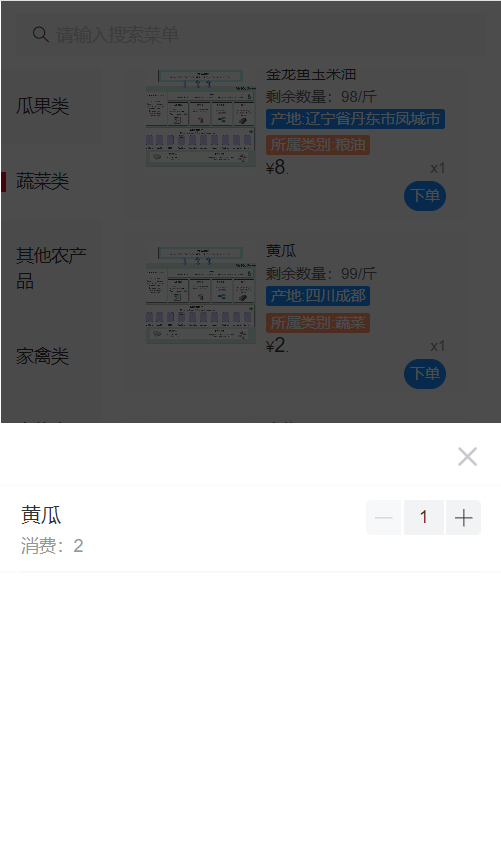 请输入搜索菜单
瓜果类
蔬菜类
其他农产
品
家禽类
金龙鱼玉米油
剩余数量：98/斤
产地:辽宁省丹东市凤城市
所属类别:粮油
¥8.
x1
下单
黄瓜
剩余数量：99/斤
产地:四川成都
所属类别:蔬菜
¥2.
x1
下单
黄瓜
消费：2
1